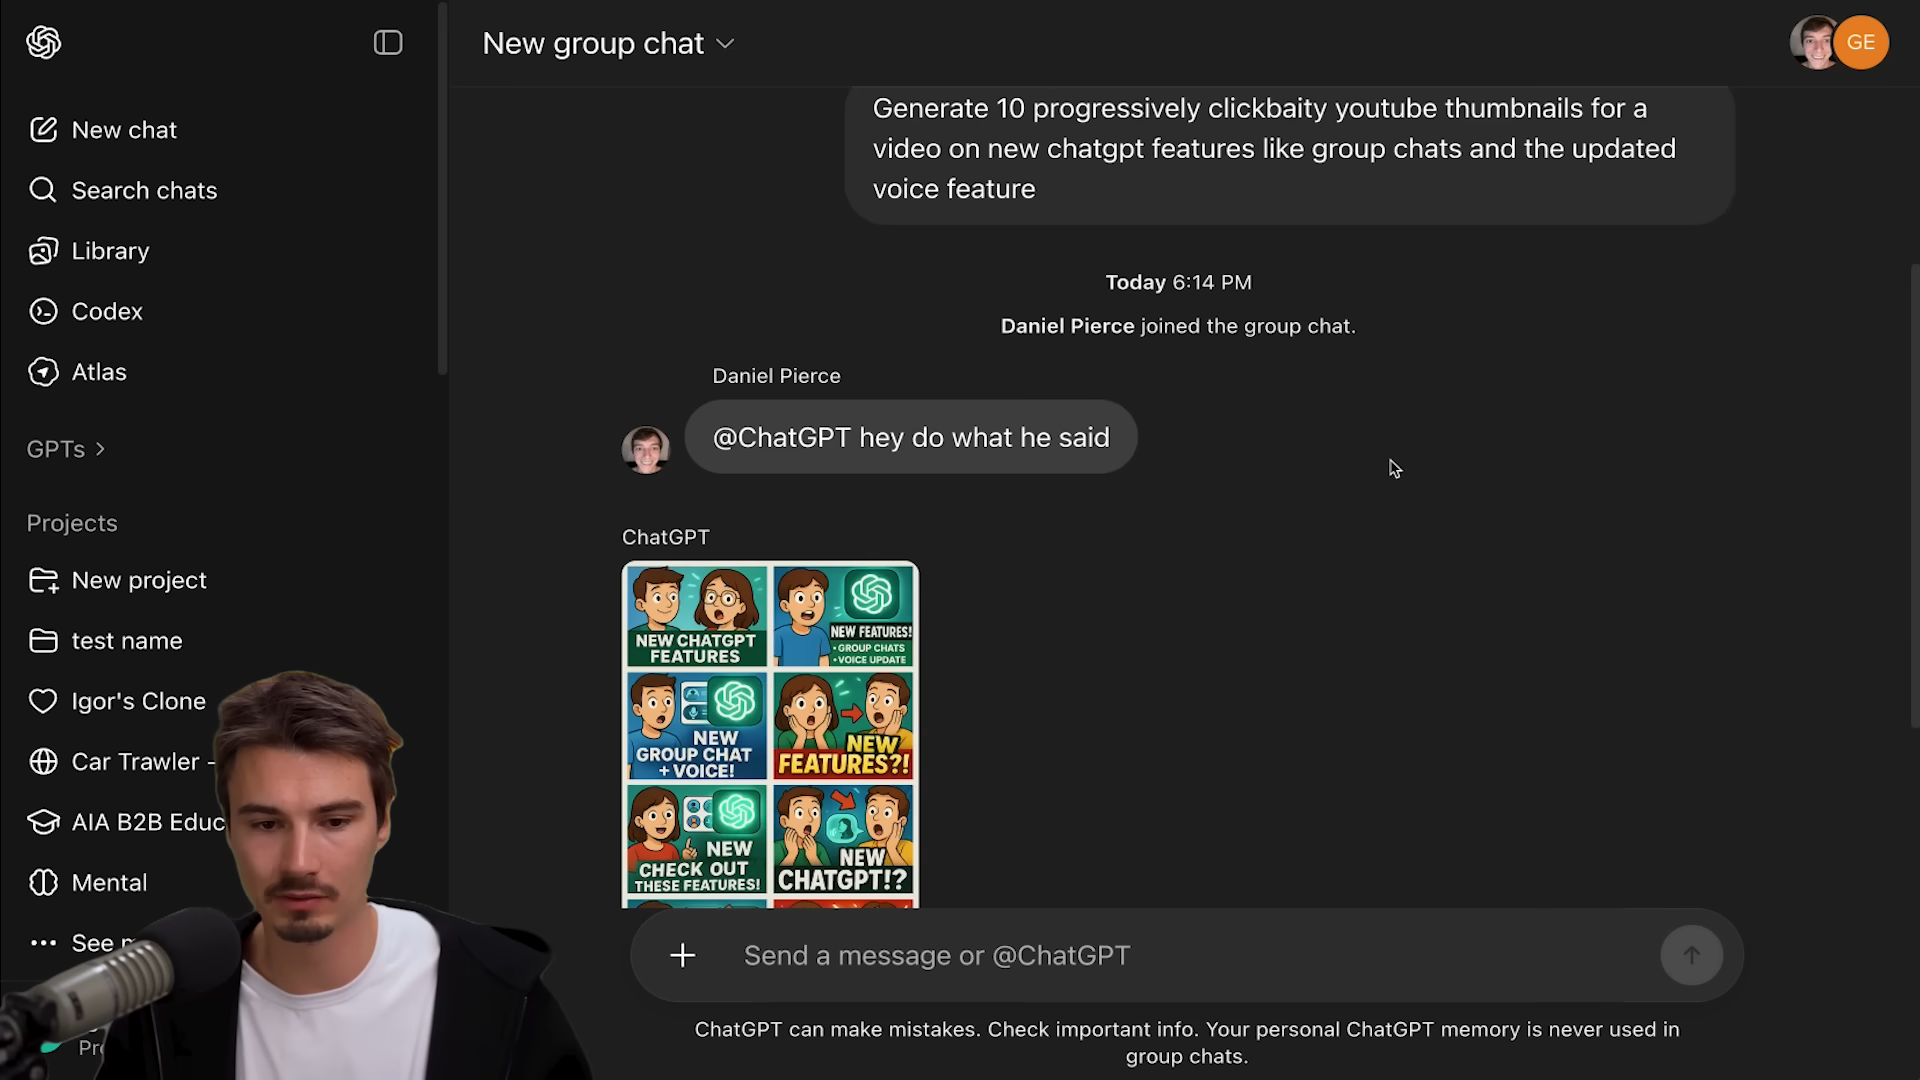 New group chat
GE
New chat
Search chats
Library
Codex
Atlas
GPTs
Projects
New project
test name
Igor's Clone
Car Trawler -
AIA B2B Educ
Mental
See m
Pro
Generate 10 progressively clickbaity youtube thumbnails for a
video on new chatgpt features like group chats and the updated
voice feature
Today 6:14 PM
Daniel Pierce joined the group chat.
Daniel Pierce
@ChatGPT hey do what he said
ChatGPT
NEW CHATGPT
FEATURES
NEW FEATURES!
• GROUP CHATS
• VOICE UPDATE
NEW
GROUP CHAT
+ VOICE!
NEW
FEATURES?!
NEW
CHECK OUT
THESE FEATURES!
NEW
CHATGPT!?
Send a message or @ChatGPT
ChatGPT can make mistakes. Check important info. Your personal ChatGPT memory is never used in
group chats.